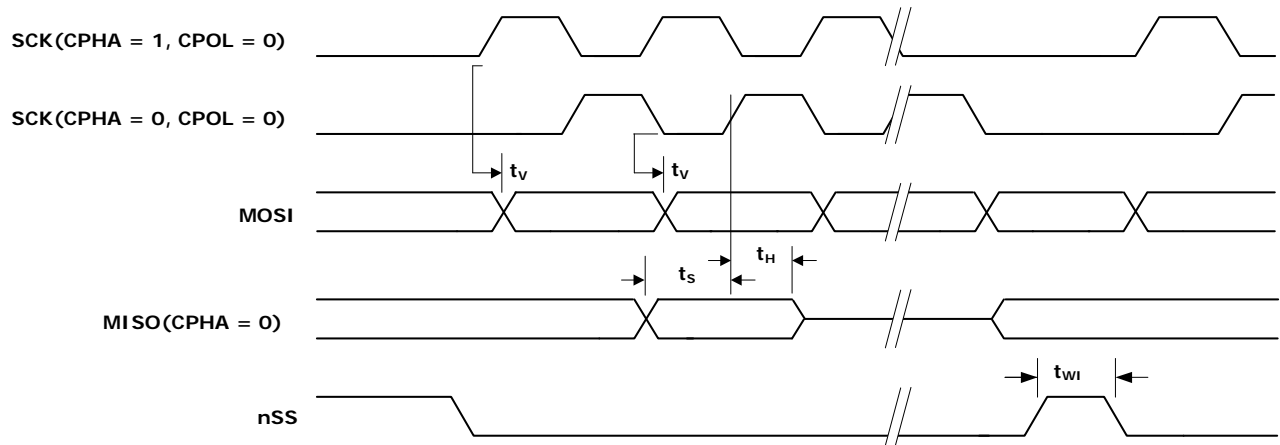 SCK(CPHA = 1, CPOL = 0)
SCK(CPHA = 0, CPOL = 0)
tV
tV
MOSI
tH
tS
MISO(CPHA = 0)
tWI
nSS